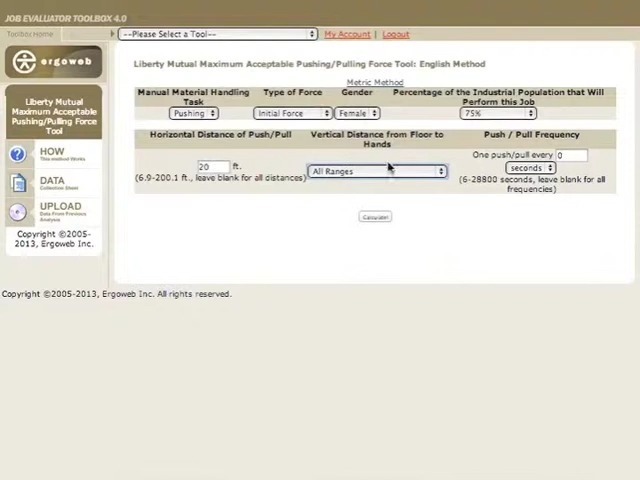 JOB EVALUATOR TOOLBOX 4.0
Toolbox Home
--Please Select a Tool--
My Account | Logout
ergoweb
Liberty Mutual Maximum Acceptable Pushing/Pulling Force Tool: English Method
Metric Method
Manual Material Handling Task
Type of Force
Gender
Percentage of the Industrial Population that Will Perform this Job
Pushing
Initial Force
Female
75%
Horizontal Distance of Push/Pull
Vertical Distance from Floor to Hands
Push / Pull Frequency
20 ft.
(6.9-200.1 ft., leave blank for all distances)
All Ranges
One push/pull every 0
seconds
(6-28800 seconds, leave blank for all frequencies)
Calculate!
Liberty Mutual
Maximum Acceptable
Pushing/Pulling Force
Tool
HOW
This method Works
DATA
Collection Sheet
UPLOAD
Data From Previous
Analysis
Copyright ©2005-
2013, Ergoweb Inc.
Copyright ©2005-2013, Ergoweb Inc. All rights reserved.